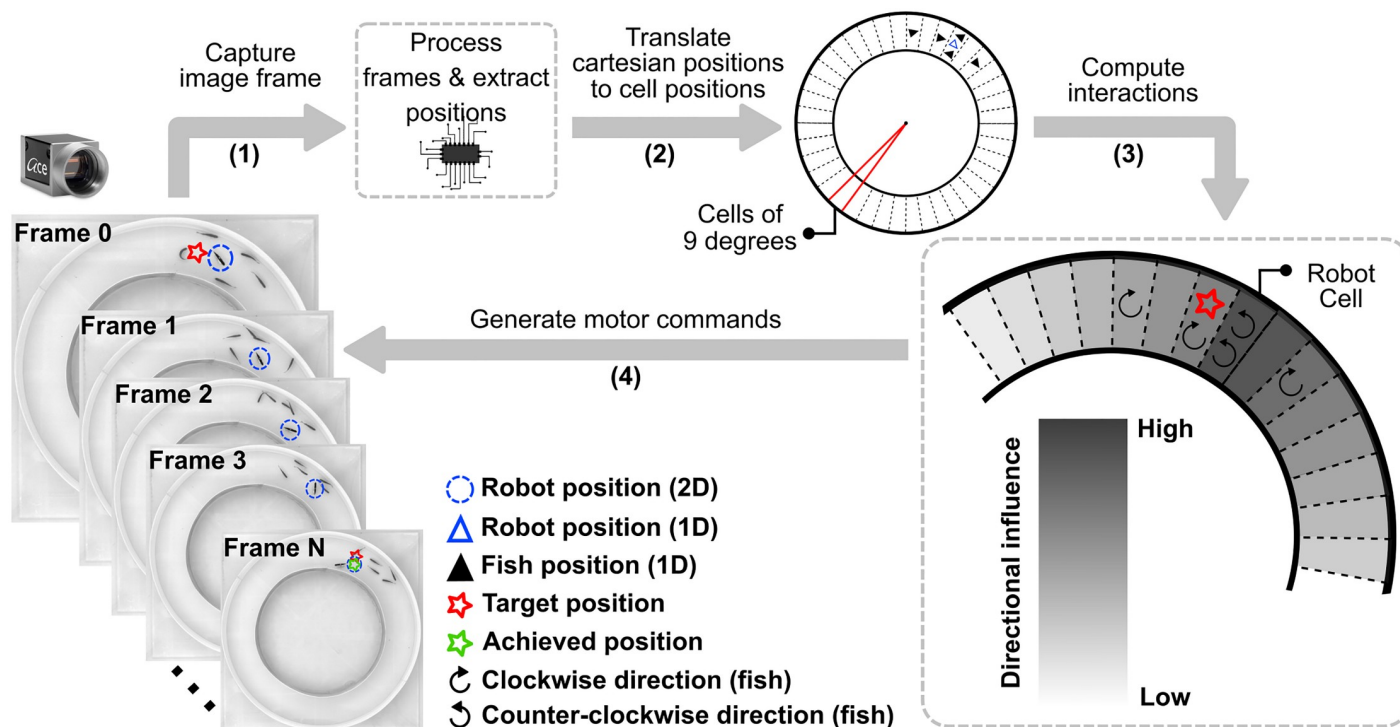 Capture
image frame
(1)
Process
frames & extract
positions
Translate
cartesian positions
to cell positions
(2)
Compute
interactions
(3)
ace
Cells of
9 degrees
Frame 0
Frame 1
Frame 2
Frame 3
Frame N
Generate motor commands
(4)
Robot
Cell
High
Directional influence
Low
Robot position (2D)
Robot position (1D)
Fish position (1D)
Target position
Achieved position
Clockwise direction (fish)
Counter-clockwise direction (fish)